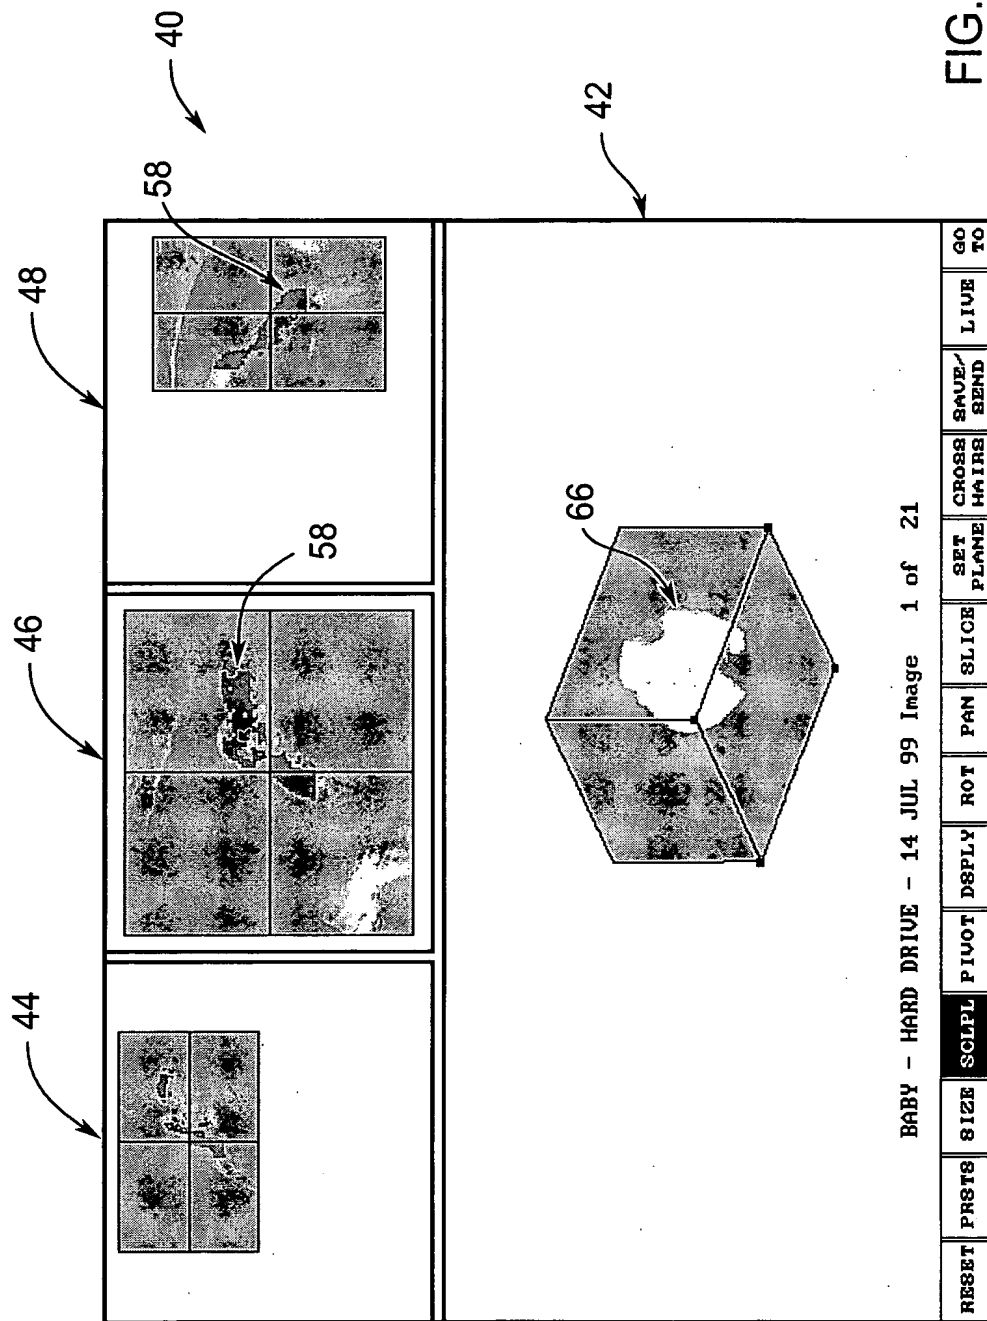 40
44
46
48
58
58
42
66
BABY - HARD DRIVE - 14 JUL 99 Image 1 of 21
RESET PRSTS SIZE SCLPL PIVOT DSPLY ROT PAN SLICE SET PLANE CROSS HAIRS SAVE/ SEND LIVE GO TO
FIG.